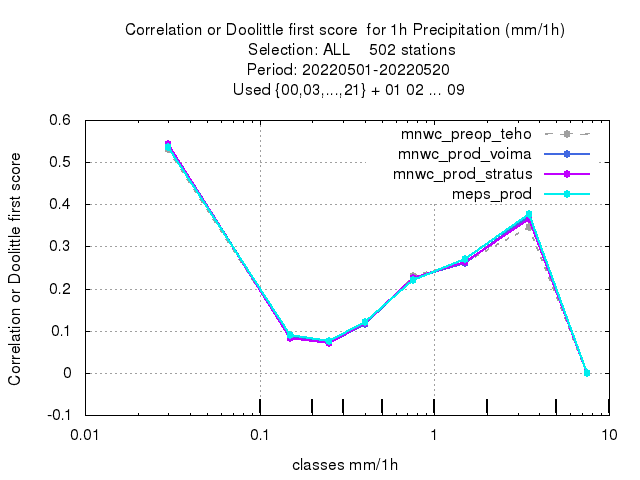 Correlation or Doolittle first score  for 1h Precipitation (mm/1h)
Selection: ALL    502 stations
Period: 20220501-20220520
Used {00,03,...,21} + 01 02 ... 09
mnwc_preop_teho
mnwc_prod_voima
mnwc_prod_stratus
meps_prod
Correlation or Doolittle first score
0.6
0.5
0.4
0.3
0.2
0.1
0
-0.1
0.01
0.1
1
10
classes mm/1h